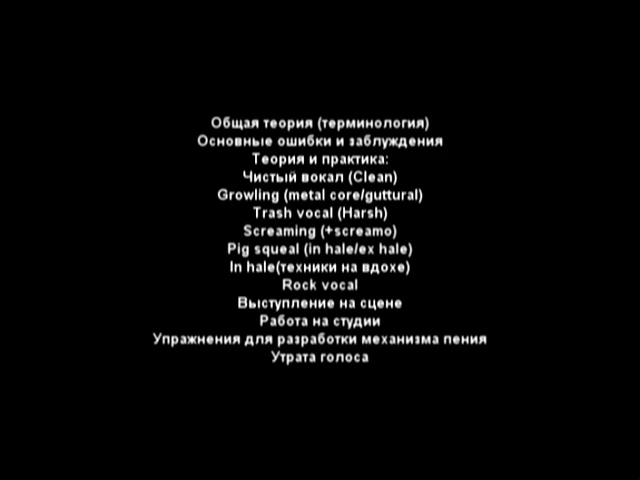 Общая теория (терминология)
Основные ошибки и заблуждения
Теория и практика:
Чистый вокал (Clean)
Growling (metal core/guttural)
Trash vocal (Harsh)
Screaming (+screamo)
Pig squeal (in hale/ex hale)
In hale(техники на вдохе)
Rock vocal
Выступление на сцене
Работа на студии
Упражнения для разработки механизма пения
Утрата голоса